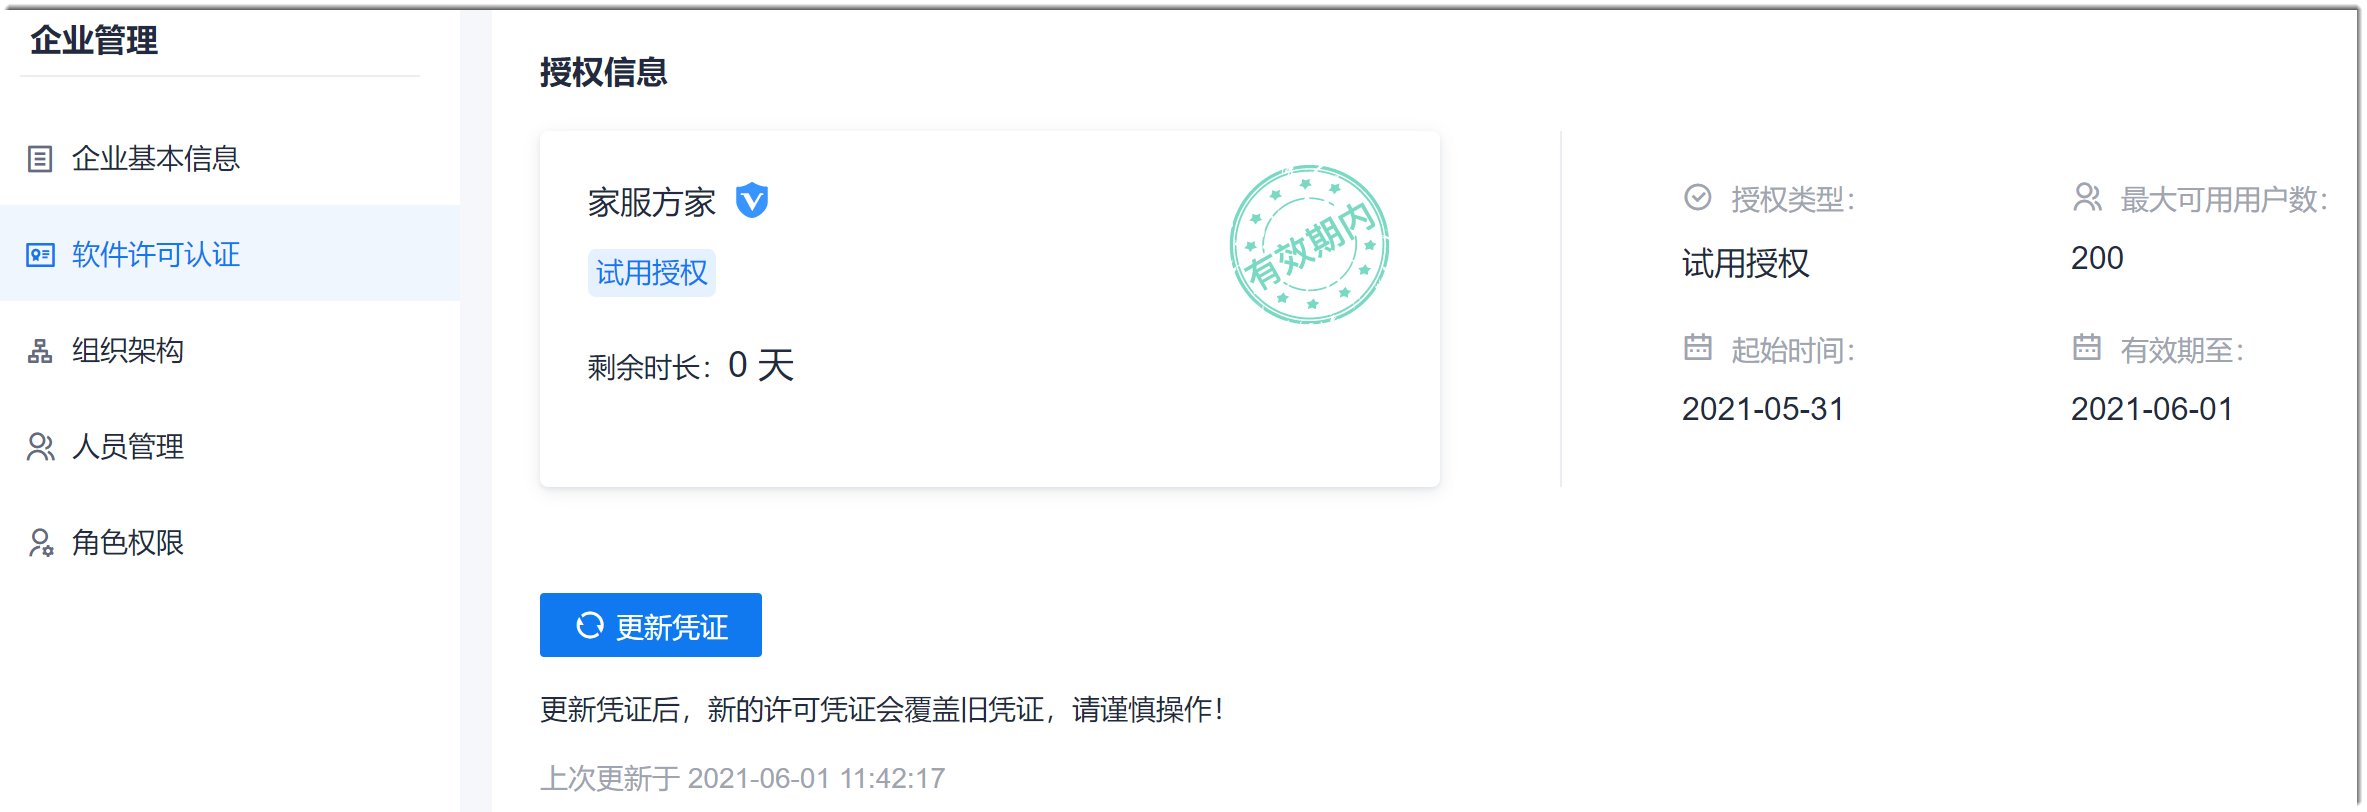 企业管理
企业基本信息
软件许可认证
组织架构
人员管理
角色权限
授权信息
家服方家
试用授权
有效期内
剩余时长：0 天
授权类型：
试用授权
最大可用用户数：
200
起始时间：
2021-05-31
有效期至：
2021-06-01
更新凭证
更新凭证后，新的许可凭证会覆盖旧凭证，请谨慎操作！
上次更新于 2021-06-01 11:42:17